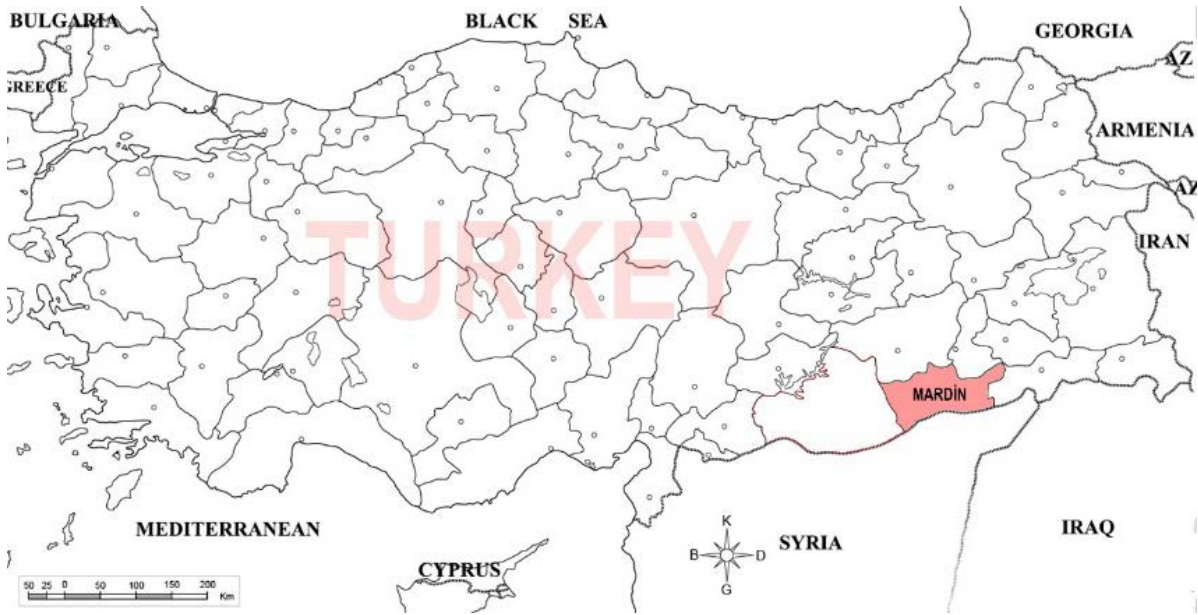 BULGARIA
BLACK SEA
GEORGIA
AZ
GREECE
ARMENIA
AZ
IRAN
TURKEY
MARDİN
MEDITERRANEAN
CYPRUS
SYRIA
IRAQ
K
B D
G
50 25 0 50 100 150 200
Km